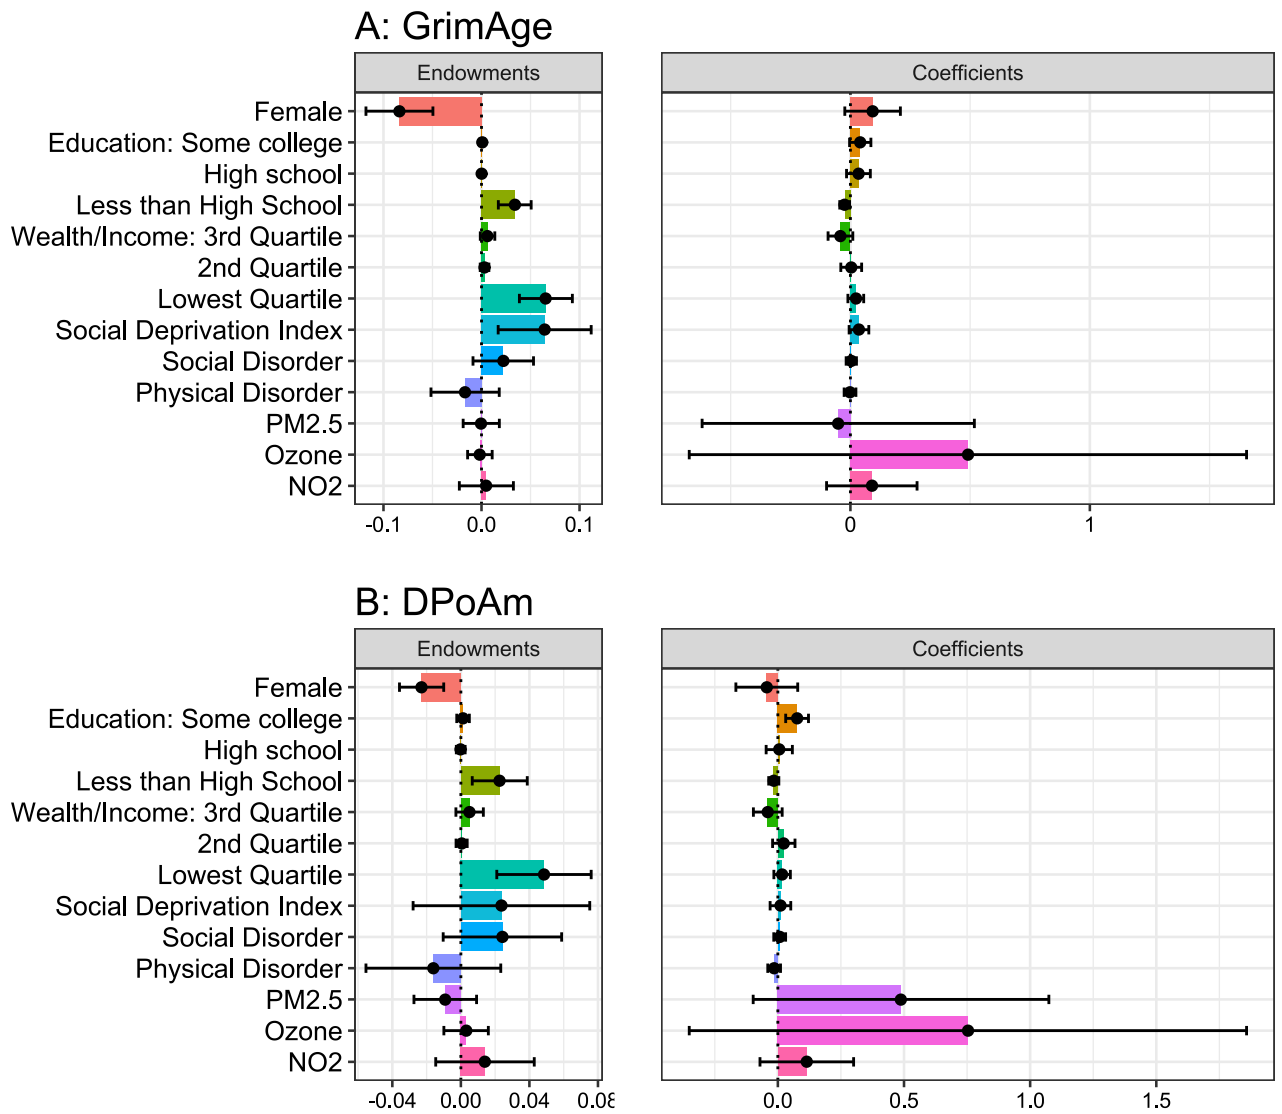 A: GrimAge
Endowments
Coefficients
Female
Education: Some college
High school
Less than High School
Wealth/Income: 3rd Quartile
2nd Quartile
Lowest Quartile
Social Deprivation Index
Social Disorder
Physical Disorder
PM2.5
Ozone
NO2
-0.1 0.0 0.1
0 1
B: DPoAm
Endowments
Coefficients
Female
Education: Some college
High school
Less than High School
Wealth/Income: 3rd Quartile
2nd Quartile
Lowest Quartile
Social Deprivation Index
Social Disorder
Physical Disorder
PM2.5
Ozone
NO2
-0.04 0.00 0.04 0.08
0.0 0.5 1.0 1.5